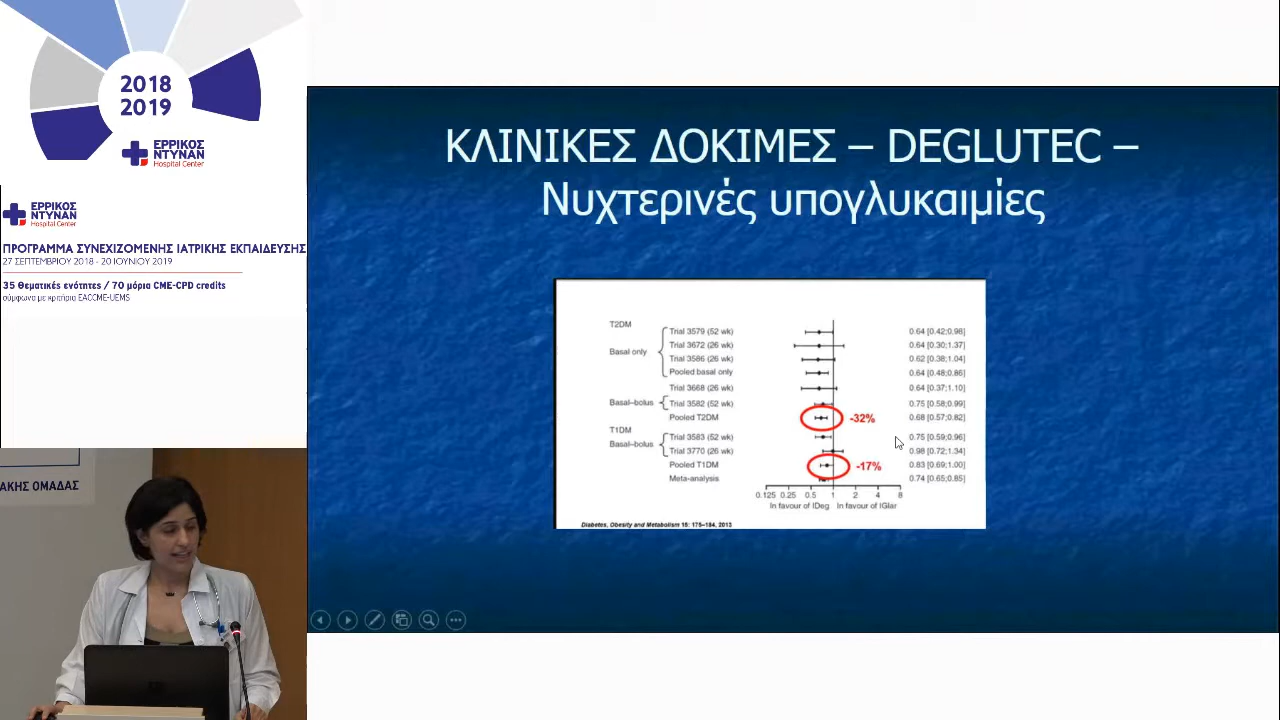 2018
2019
ΕΡΡΙΚΟΣ
ΝΤΥΝΑΝ
Hospital Center
ΕΡΡΙΚΟΣ
ΝΤΥΝΑΝ
Hospital Center
ΠΡΟΓΡΑΜΜΑ ΣΥΝΕΧΙΖΟΜΕΝΗΣ ΙΑΤΡΙΚΗΣ ΕΚΠΑΙΔΕΥΣΗΣ
27 ΣΕΠΤΕΜΒΡΙΟΥ 2018 - 20 ΙΟΥΝΙΟΥ 2019
35 Θεματικές ενότητες / 70 μόρια CME-CPD credits
σύμφωνα με κριτήρια EACCME-UEMS
ΑΚΗΣ ΟΜΑΔΑΣ
ΚΛΙΝΙΚΕΣ ΔΟΚΙΜΕΣ – DEGLUTEC –
Νυχτερινές υπογλυκαιμίες
T2DM
Trial 3579 (52 wk) 0.64 [0.42;0.98]
Trial 3672 (26 wk) 0.64 [0.30;1.37]
Basal only
Trial 3586 (26 wk) 0.62 [0.38;1.04]
Pooled basal only 0.64 [0.48;0.86]
Trial 3668 (26 wk) 0.64 [0.37;1.10]
Basal–bolus Trial 3582 (52 wk) 0.75 [0.58;0.99]
Pooled T2DM -32% 0.68 [0.57;0.82]
T1DM
Trial 3583 (52 wk) 0.75 [0.59;0.96]
Basal–bolus
Trial 3770 (26 wk) 0.98 [0.72;1.34]
Pooled T1DM -17% 0.83 [0.69;1.00]
Meta-analysis 0.74 [0.65;0.85]
0.125 0.25 0.5 1 2 4 8
In favour of IDeg In favour of IGlar
Diabetes, Obesity and Metabolism 15: 175–184, 2013